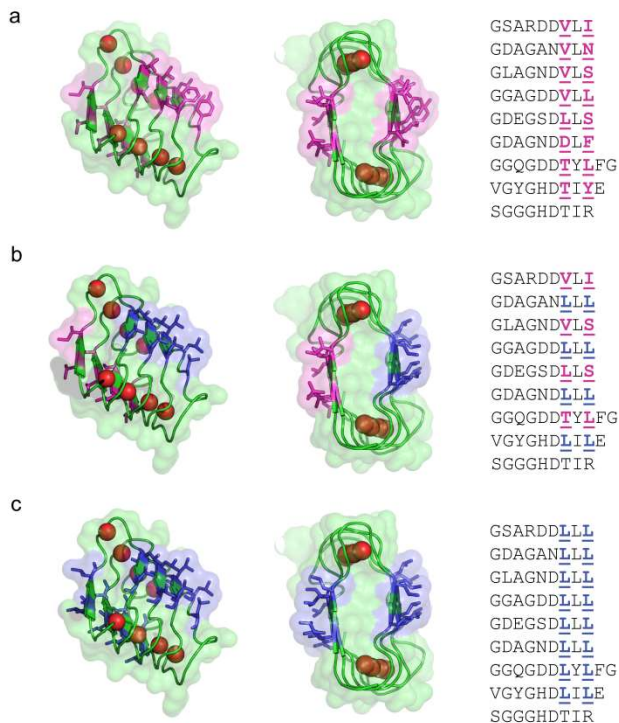 a
GSARDDVLI
GDAGANVLN
GLAGNDVLS
GGAGDDVLL
GDEGSDLLS
GDAGNDDLF
GGQGDDTYLFG
VGYGHDTIYE
SGGGHDTIR
b
GSARDDVLI
GDAGANLLL
GLAGNDVLS
GGAGDDLLL
GDEGSDLLS
GDAGNDLLL
GGQGDDTYLFG
VGYGHDLILE
SGGGHDTIR
c
GSARDDLLL
GDAGANLLL
GLAGNDLLL
GGAGDDLLL
GDEGSDLLL
GDAGNDLLL
GGQGDDLYLFG
VGYGHDLILE
SGGGHDTIR